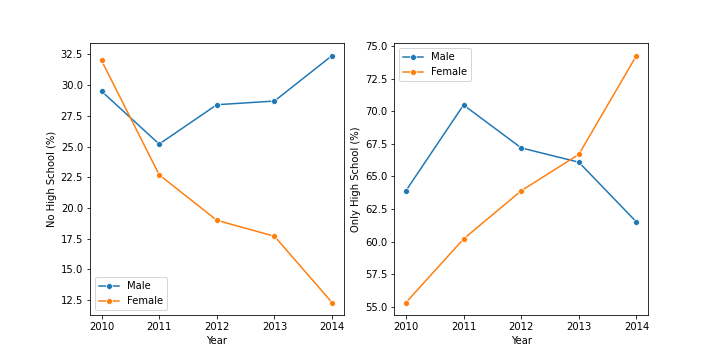 No High School (%)
32.5
30.0
27.5
25.0
22.5
20.0
17.5
15.0
12.5
Male
Female
2010 2011 2012 2013 2014
Year
Only High School (%)
75.0
72.5
70.0
67.5
65.0
62.5
60.0
57.5
55.0
Male
Female
2010 2011 2012 2013 2014
Year